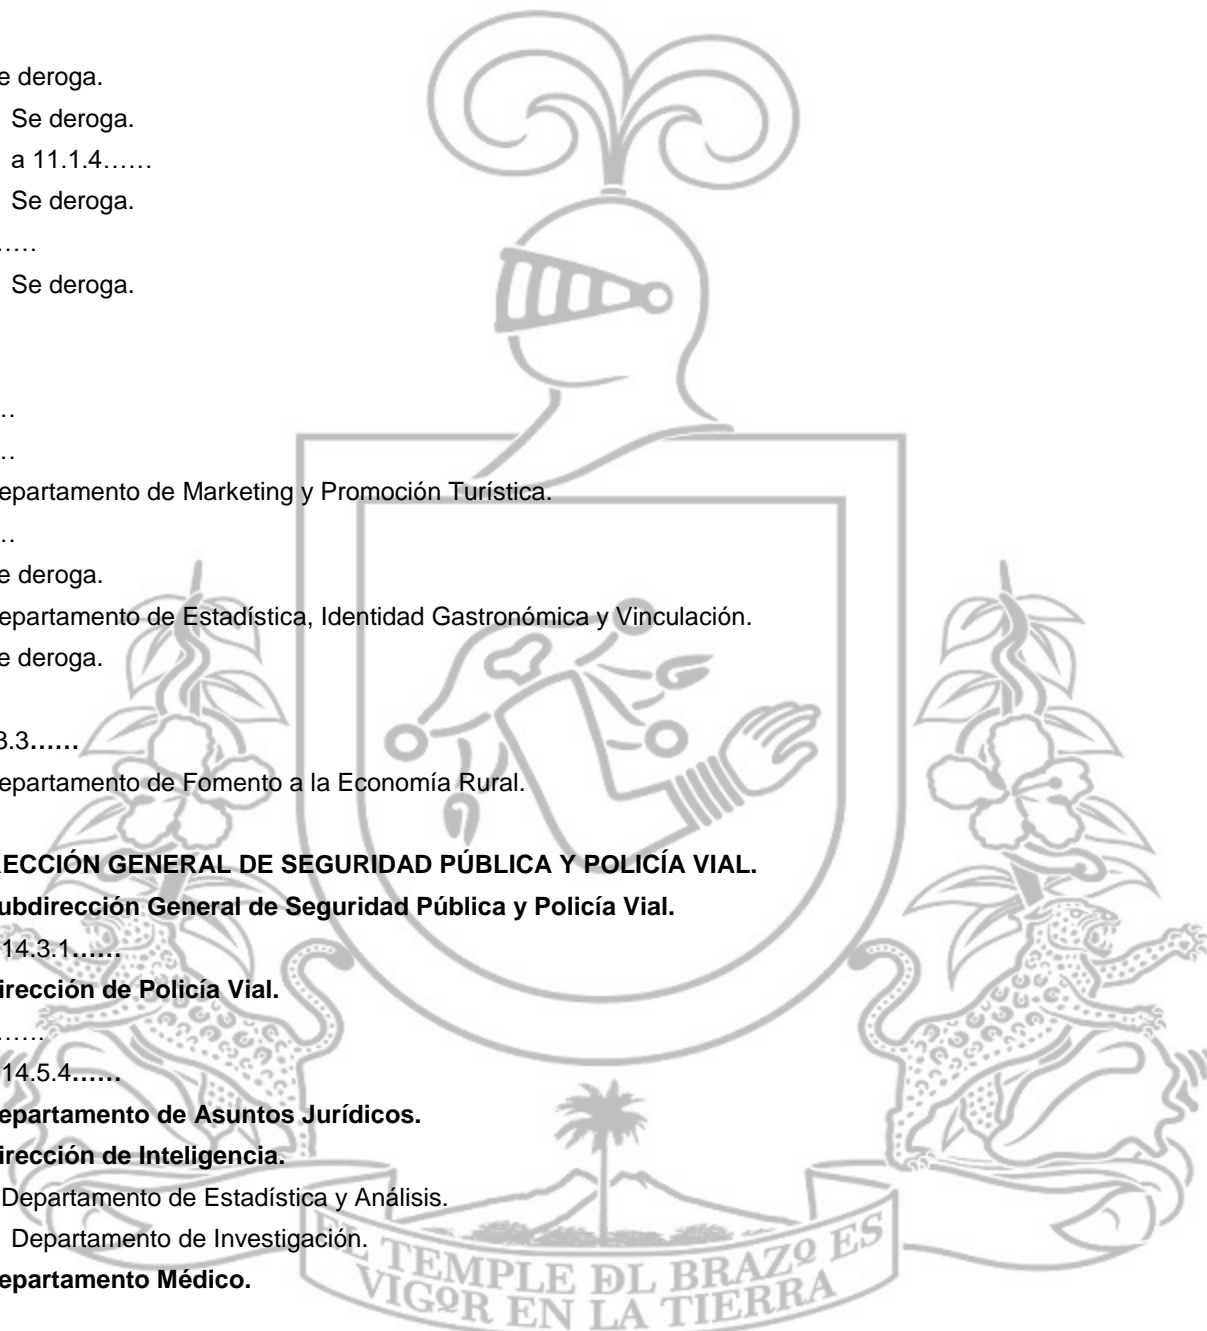 e deroga.
Se deroga.
a 11.1.4……
Se deroga.
……
Se deroga.
…
…
epartamento de Marketing y Promoción Turística.
…
e deroga.
epartamento de Estadística, Identidad Gastronómica y Vinculación.
e deroga.
3.3……
epartamento de Fomento a la Economía Rural.
RECCIÓN GENERAL DE SEGURIDAD PÚBLICA Y POLICÍA VIAL.
ubdirección General de Seguridad Pública y Policía Vial.
14.3.1……
irección de Policía Vial.
……
14.5.4……
epartamento de Asuntos Jurídicos.
irección de Inteligencia.
Departamento de Estadística y Análisis.
Departamento de Investigación.
epartamento Médico.
EL TEMPLE DL BRAZO ES
VIGOR EN LA TIERRA